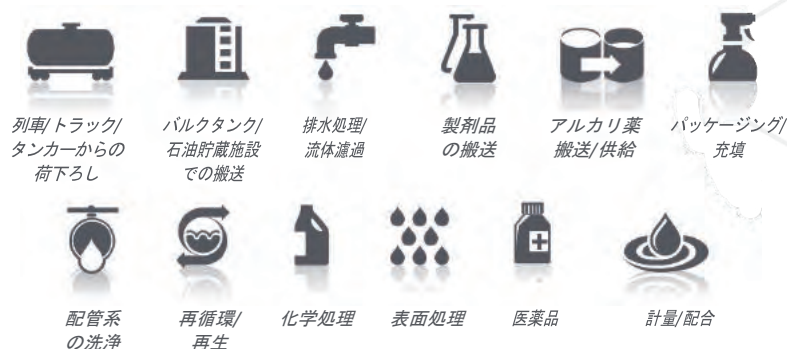 列車/トラック/
タンカーからの
荷下ろし
バルクタンク/
石油貯蔵施設
での搬送
排水処理/
流体濾過
製剤品
の搬送
アルカリ薬
搬送/供給
パッケージング/
充填
配管系
の洗浄
再循環/
再生
化学処理
表面処理
医薬品
計量/配合